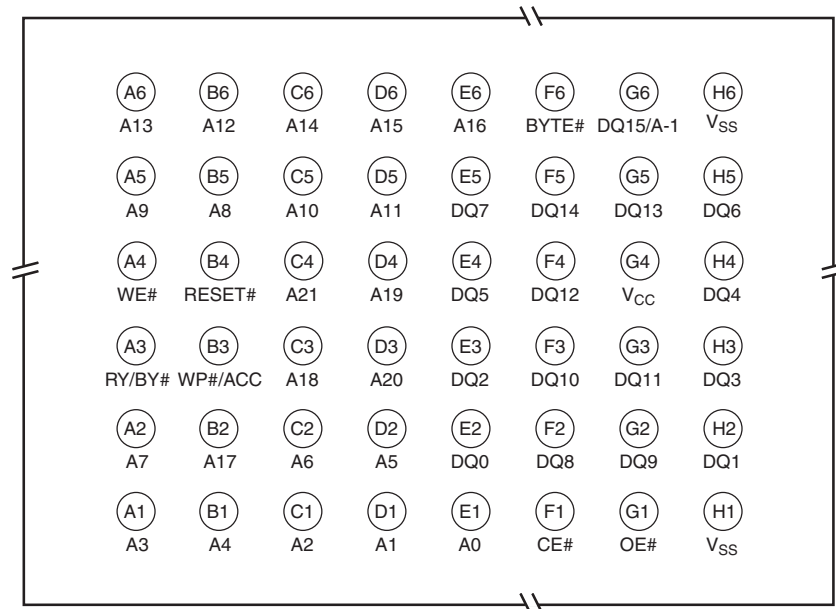 A6 B6 C6 D6 E6 F6 G6 H6
A13 A12 A14 A15 A16 BYTE# DQ15/A-1 VSS
A5 B5 C5 D5 E5 F5 G5 H5
A9 A8 A10 A11 DQ7 DQ14 DQ13 DQ6
A4 B4 C4 D4 E4 F4 G4 H4
WE# RESET# A21 A19 DQ5 DQ12 VCC DQ4
A3 B3 C3 D3 E3 F3 G3 H3
RY/BY# WP#/ACC A18 A20 DQ2 DQ10 DQ11 DQ3
A2 B2 C2 D2 E2 F2 G2 H2
A7 A17 A6 A5 DQ0 DQ8 DQ9 DQ1
A1 B1 C1 D1 E1 F1 G1 H1
A3 A4 A2 A1 A0 CE# OE# VSS